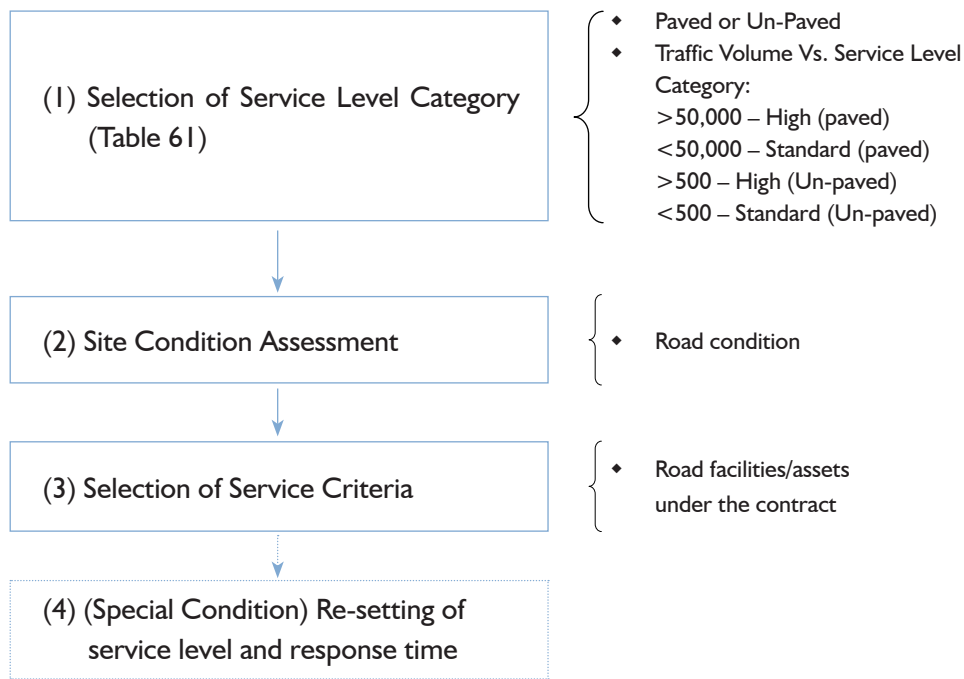 (1) Selection of Service Level Category
(Table 61)
◆ Paved or Un-Paved
◆ Traffic Volume Vs. Service Level
Category:
>50,000 – High (paved)
<50,000 – Standard (paved)
>500 – High (Un-paved)
<500 – Standard (Un-paved)
(2) Site Condition Assessment
◆ Road condition
(3) Selection of Service Criteria
◆ Road facilities/assets
under the contract
(4) (Special Condition) Re-setting of
service level and response time